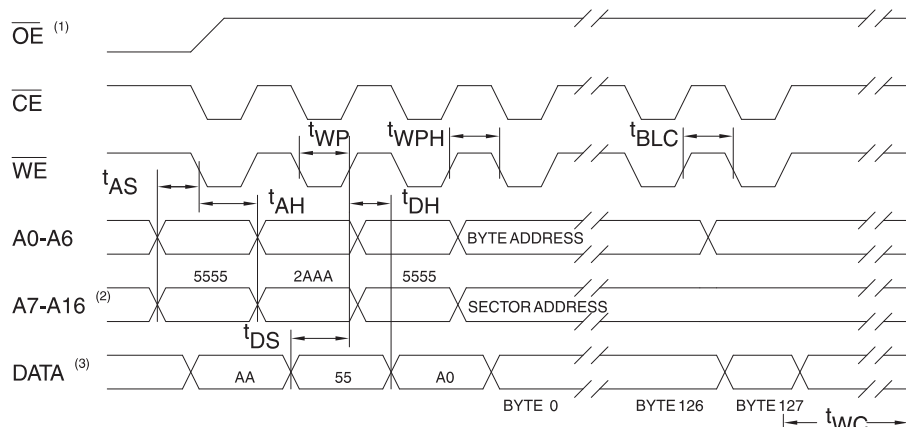 OE (1)
CE
tWP tWPH tBLC
WE
tAS
tAH tDH
A0-A6 BYTE ADDRESS
5555 2AAA 5555
A7-A16 (2) SECTOR ADDRESS
tDS
DATA (3) AA 55 A0
BYTE 0 BYTE 126 BYTE 127
tWC